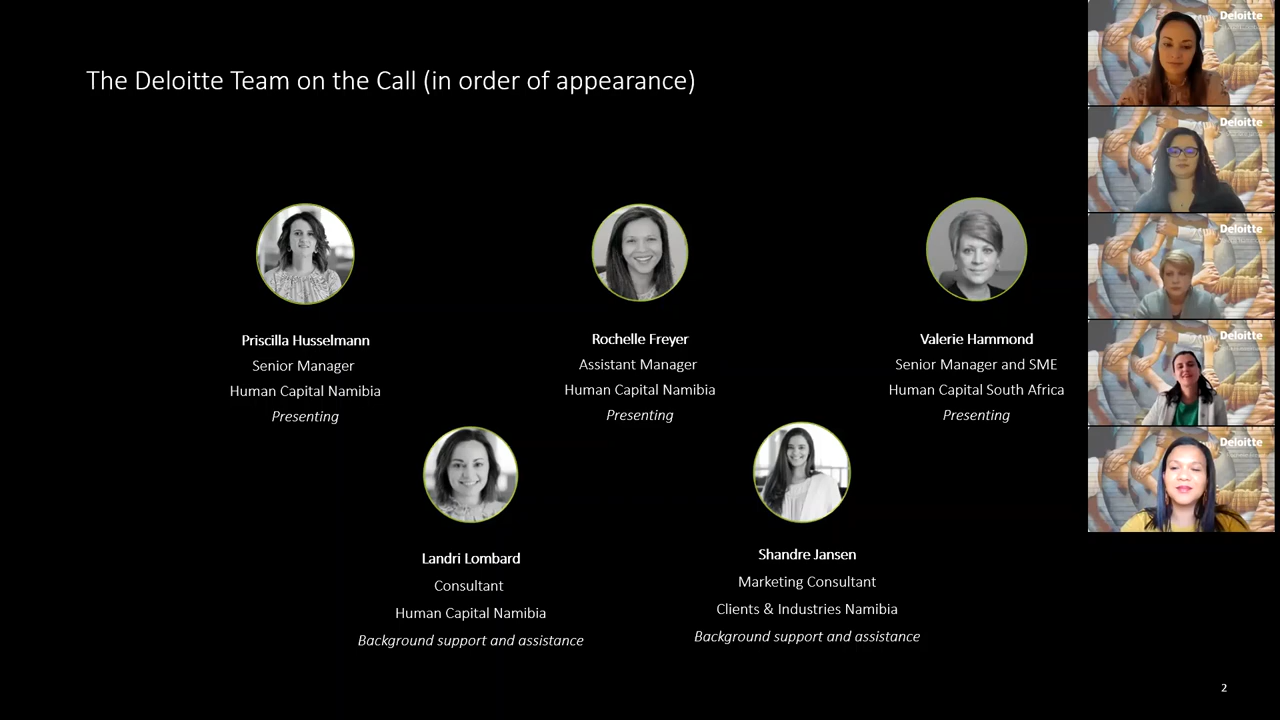 The Deloitte Team on the Call (in order of appearance)
Priscilla Husselmann
Senior Manager
Human Capital Namibia
Presenting
Rochelle Freyer
Assistant Manager
Human Capital Namibia
Presenting
Valerie Hammond
Senior Manager and SME
Human Capital South Africa
Presenting
Landri Lombard
Consultant
Human Capital Namibia
Background support and assistance
Shandre Jansen
Marketing Consultant
Clients & Industries Namibia
Background support and assistance
Deloitte
Deloitte
Deloitte
Deloitte
Deloitte
2